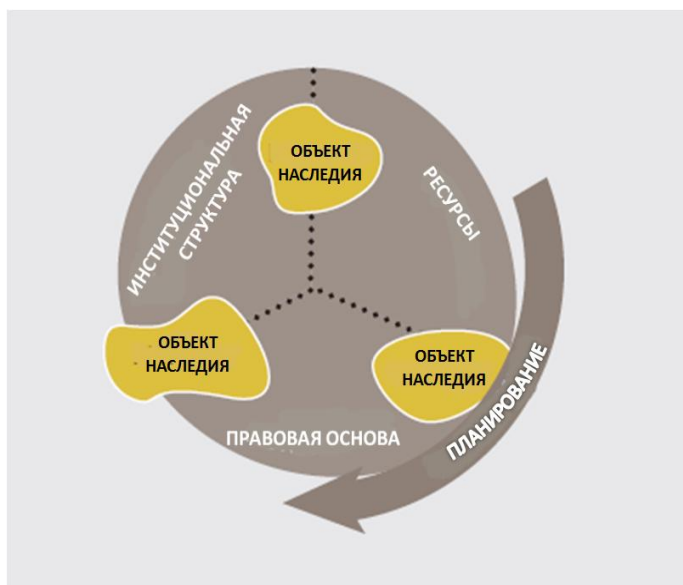 ИНСТИТУЦИОНАЛЬНАЯ
СТРУКТУРА
ОБЪЕКТ
НАСЛЕДИЯ
РЕСУРСЫ
ОБЪЕКТ
НАСЛЕДИЯ
ОБЪЕКТ
НАСЛЕДИЯ
ПЛАНИРОВАНИЕ
ПРАВОВАЯ ОСНОВА